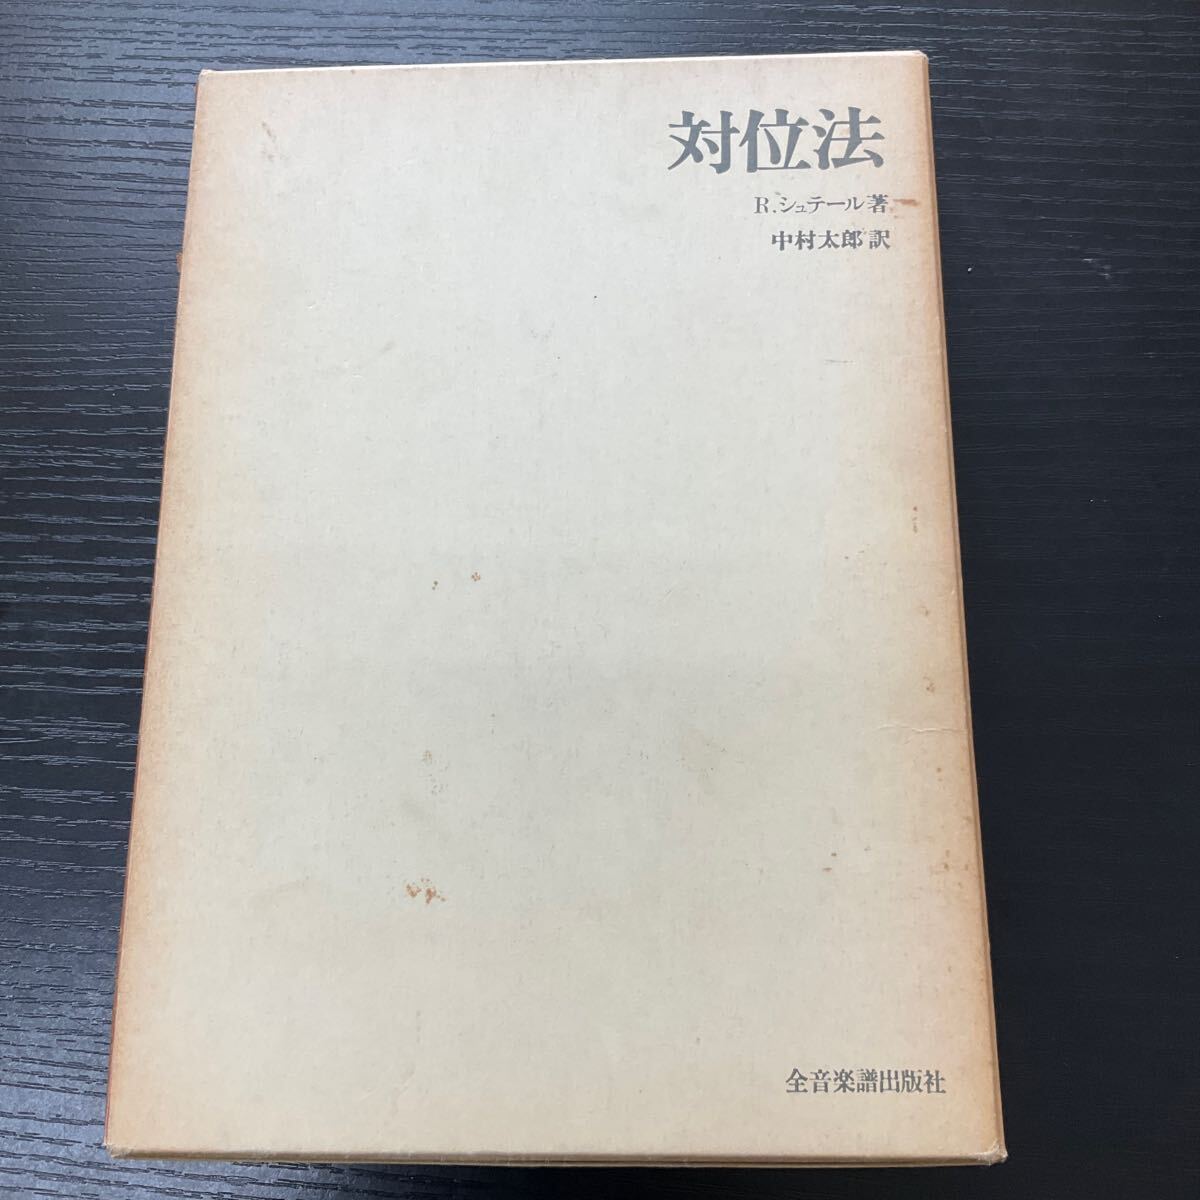 対位法
R.シュテール著
中村太郎訳
全音楽譜出版社